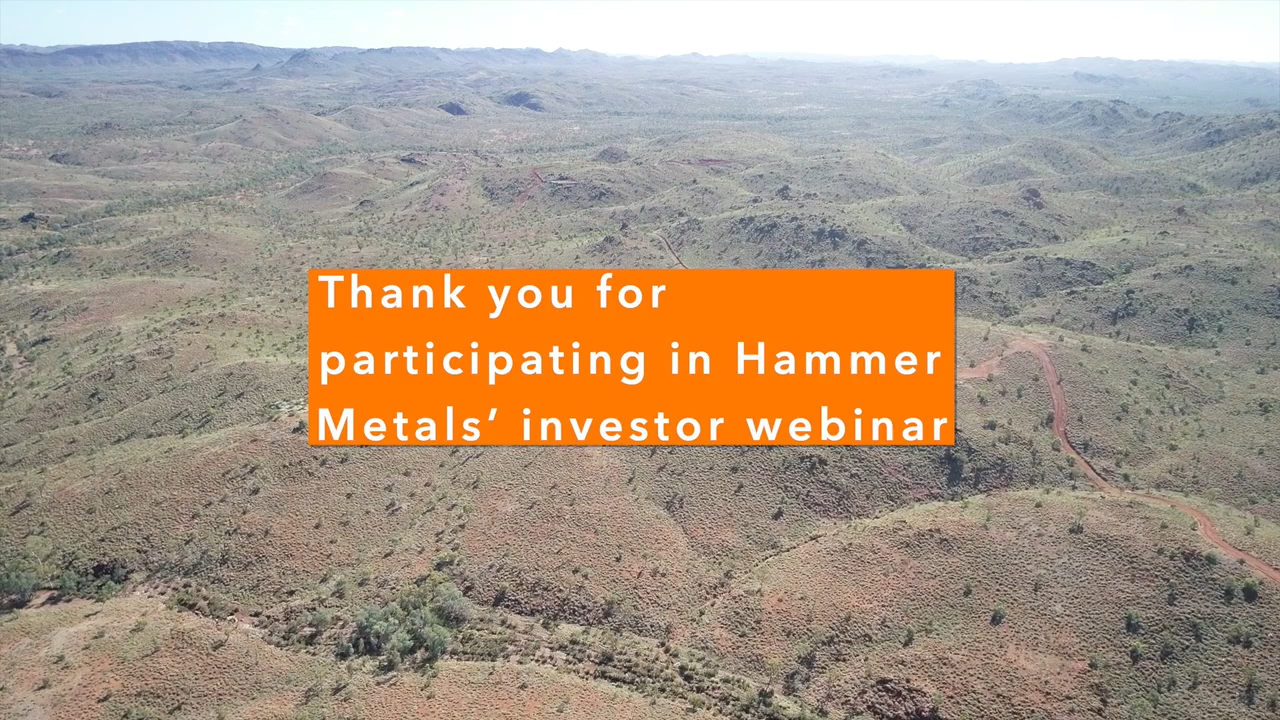 Thank you for
participating in Hammer
Metals’ investor webinar